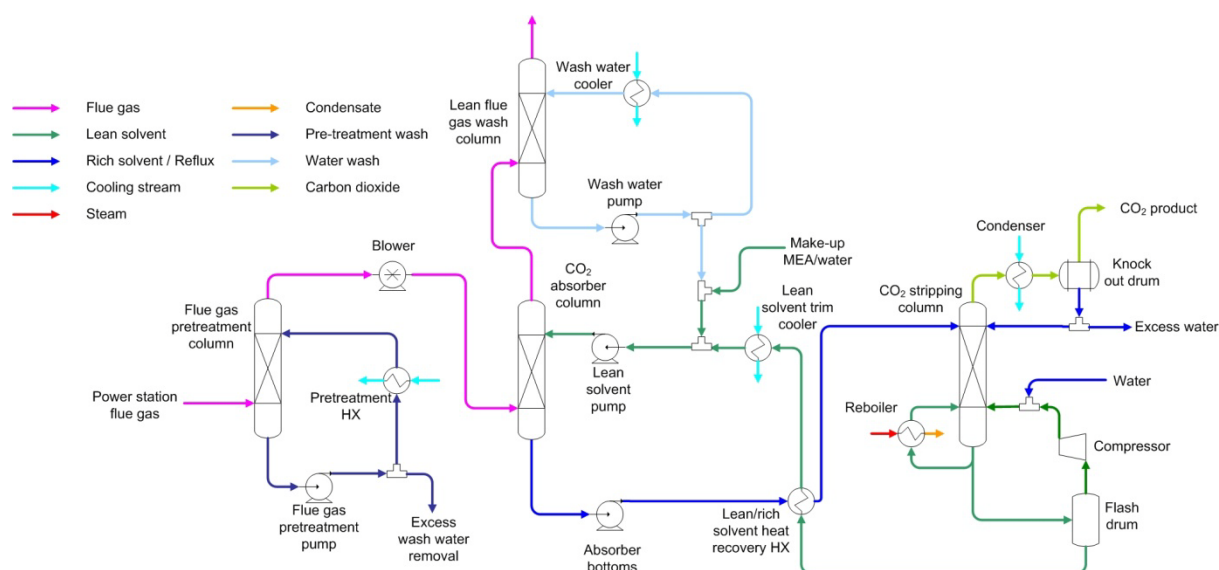 Flue gas
Lean solvent
Rich solvent / Reflux
Cooling stream
Steam
Condensate
Pre-treatment wash
Water wash
Carbon dioxide
Wash water
cooler
Lean flue
gas wash
column
Wash water
pump
Blower
CO₂
absorber
column
Make-up
MEA/water
Lean
solvent trim
cooler
Condenser
CO₂ product
Knock
out drum
CO₂ stripping
column
Excess water
Flue gas
pretreatment
column
Power station
flue gas
Pretreatment
HX
Lean
solvent
pump
Water
Reboiler
Compressor
Flue gas
pretreatment
pump
Excess
wash water
removal
Absorber
bottoms
Lean/rich
solvent heat
recovery HX
Flash
drum